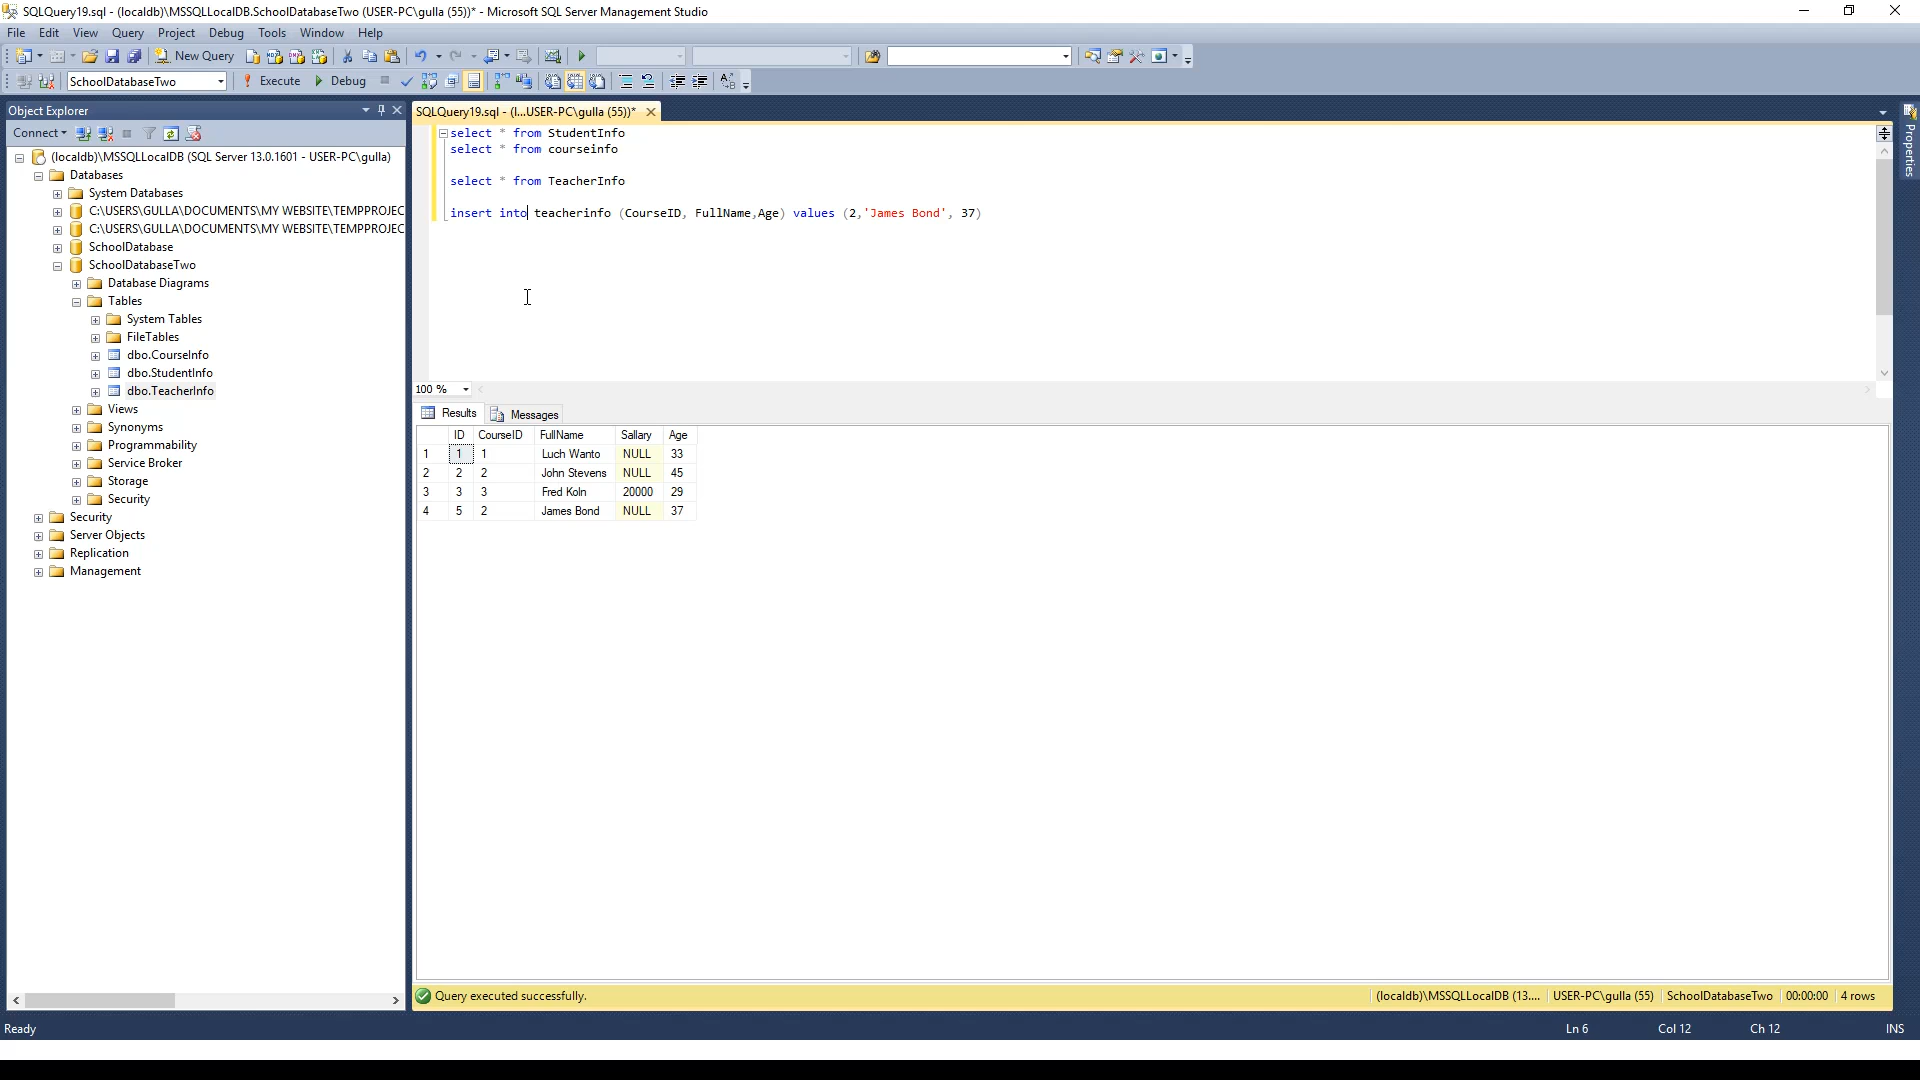 SQLQuery19.sql - (localdb)\MSSQLLocalDB.SchoolDatabaseTwo (USER-PC\gulla (55))* - Microsoft SQL Server Management Studio
File Edit View Query Project Debug Tools Window Help
New Query
SchoolDatabaseTwo Execute Debug
Object Explorer
Connect
(localdb)\MSSQLLocalDB (SQL Server 13.0.1601 - USER-PC\gulla)
Databases
System Databases
C:\USERS\GULLA\DOCUMENTS\MY WEBSITE\TEMPPROJEC
C:\USERS\GULLA\DOCUMENTS\MY WEBSITE\TEMPPROJEC
SchoolDatabase
SchoolDatabaseTwo
Database Diagrams
Tables
System Tables
FileTables
dbo.CourseInfo
dbo.StudentInfo
dbo.TeacherInfo
Views
Synonyms
Programmability
Service Broker
Storage
Security
Security
Server Objects
Replication
Management
SQLQuery19.sql - (l...USER-PC\gulla (55))*
select * from StudentInfo
select * from courseinfo
select * from TeacherInfo
insert into teacherinfo (CourseID, FullName,Age) values (2,'James Bond', 37)
100 %
Results Messages
ID CourseID FullName Sallary Age
1 1 1 Luch Wanto NULL 33
2 2 2 John Stevens NULL 45
3 3 3 Fred Koln 20000 29
4 5 2 James Bond NULL 37
Query executed successfully. (localdb)\MSSQLLocalDB (13.... USER-PC\gulla (55) SchoolDatabaseTwo 00:00:00 4 rows
Properties
Ready Ln 6 Col 12 Ch 12 INS